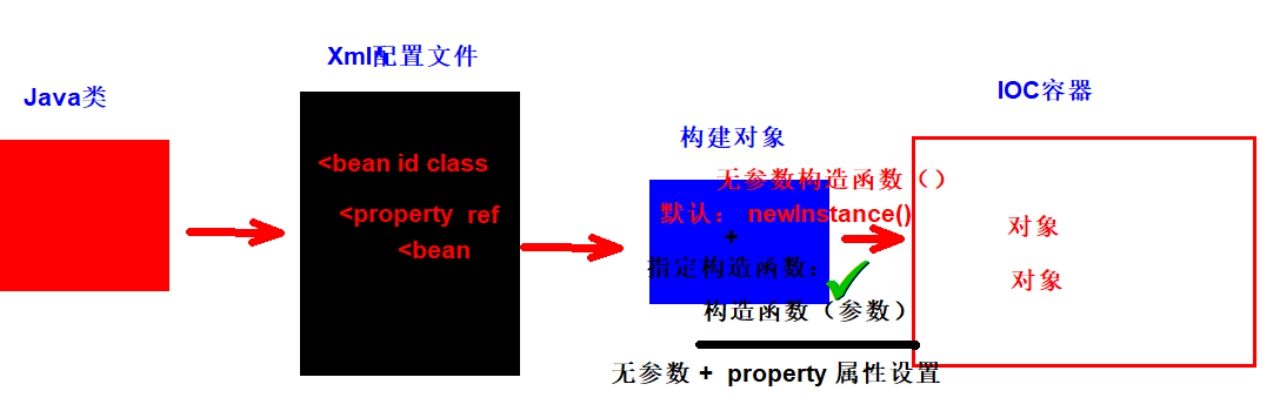 Java类
Xml配置文件
<bean id class
<property ref
<bean
构建对象
无参数构造函数（）
默认： newInstance()
+
指定构造函数：
构造函数（参数）
无参数 + property 属性设置
IOC容器
对象
对象